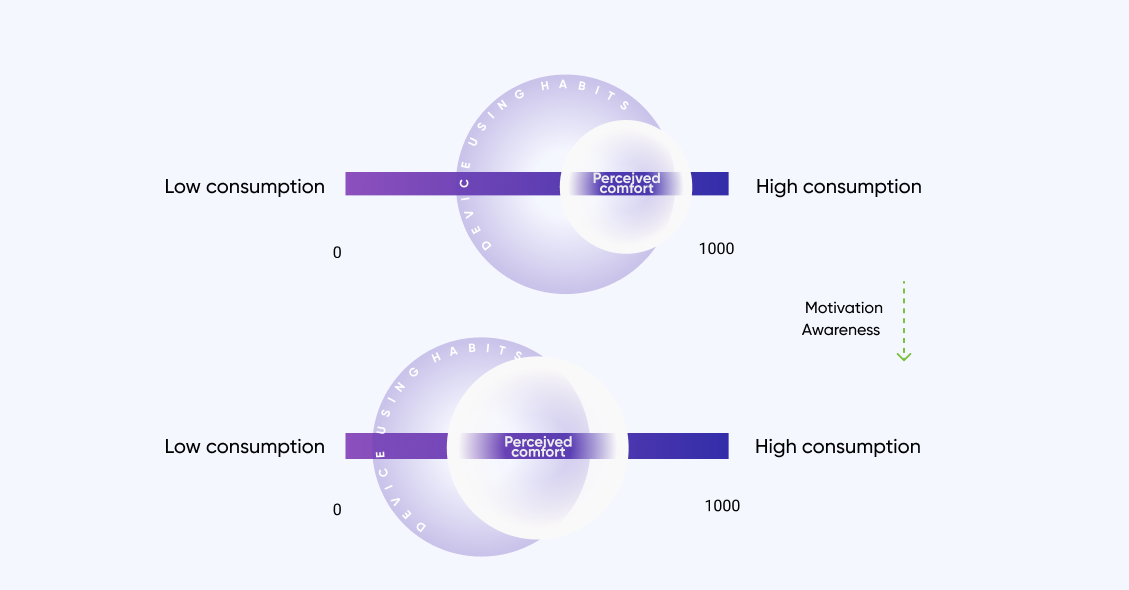 DEVICE USING HABITS
Low consumption
Perceived
comfort
High consumption
0
1000
Motivation
Awareness
DEVICE USING HABITS
Low consumption
Perceived
comfort
High consumption
0
1000